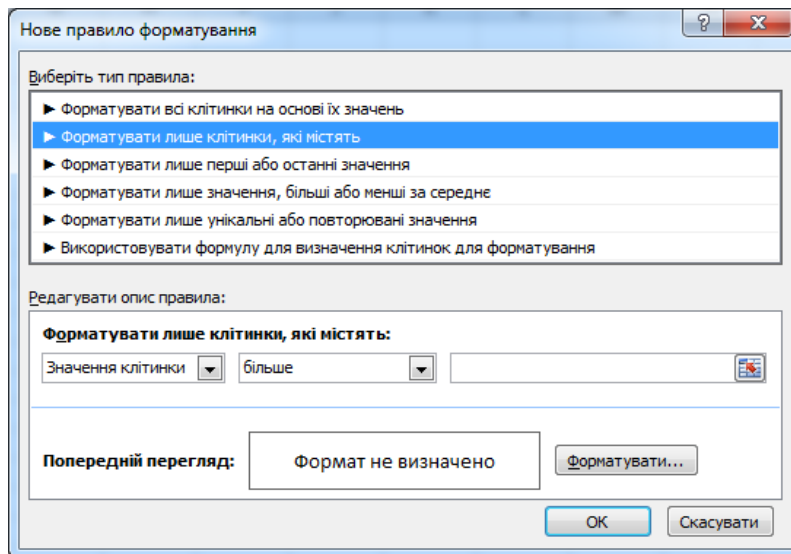 Нове правило форматування
Виберіть тип правила:
► Форматувати всі клітинки на основі їх значень
► Форматувати лише клітинки, які містять
► Форматувати лише перші або останні значення
► Форматувати лише значення, більші або менші за середнє
► Форматувати лише унікальні або повторювані значення
► Використовувати формулу для визначення клітинок для форматування
Редагувати опис правила:
Форматувати лише клітинки, які містять:
Значення клітинки більше
Попередній перегляд: Формат не визначено Форматувати...
ОК Скасувати